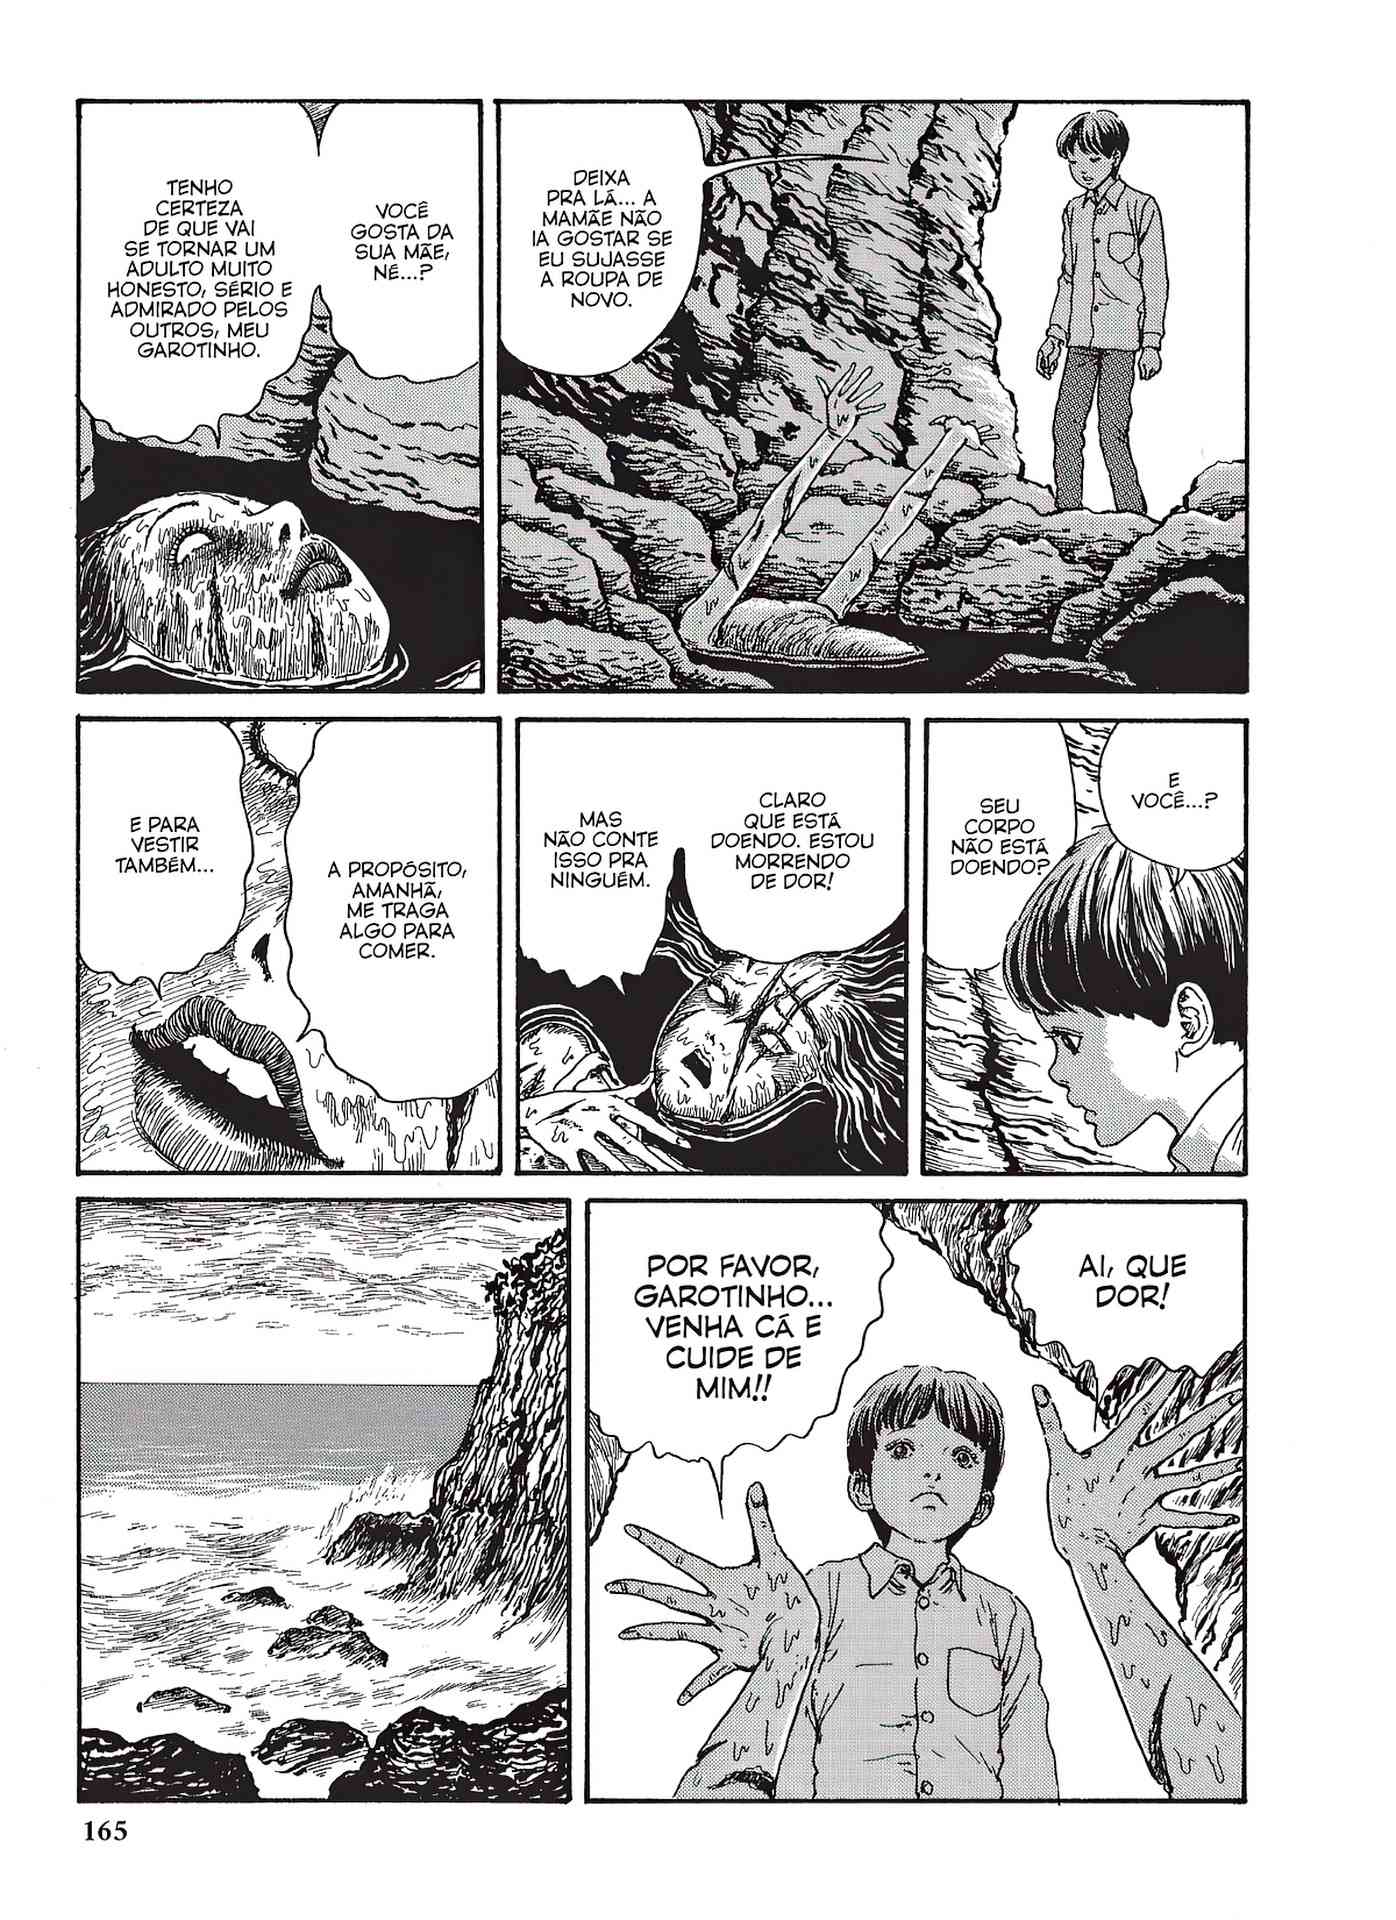 DEIXA
PRA LÁ... A
MAMÃE NÃO
IA GOSTAR SE
EU SUJASSE
A ROUPA DE
NOVO.
VOCÊ
GOSTA DA
SUA MÃE,
NÉ...?
TENHO
CERTEZA
DE QUE VAI
SE TORNAR UM
ADULTO MUITO
HONESTO, SÉRIO E
ADMIRADO PELOS
OUTROS, MEU
GAROTINHO.
E
VOCÊ...?
SEU
CORPO
NÃO ESTÁ
DOENDO?
CLARO
QUE ESTÁ
DOENDO. ESTOU
MORRENDO
DE DOR!
MAS
NÃO CONTE
ISSO PRA
NINGUÉM.
A PROPÓSITO,
AMANHÃ,
ME TRAGA
ALGO PARA
COMER.
E PARA
VESTIR
TAMBÉM...
AI, QUE
DOR!
POR FAVOR,
GAROTINHO...
VENHA CÁ E
CUIDE DE
MIM!!
165